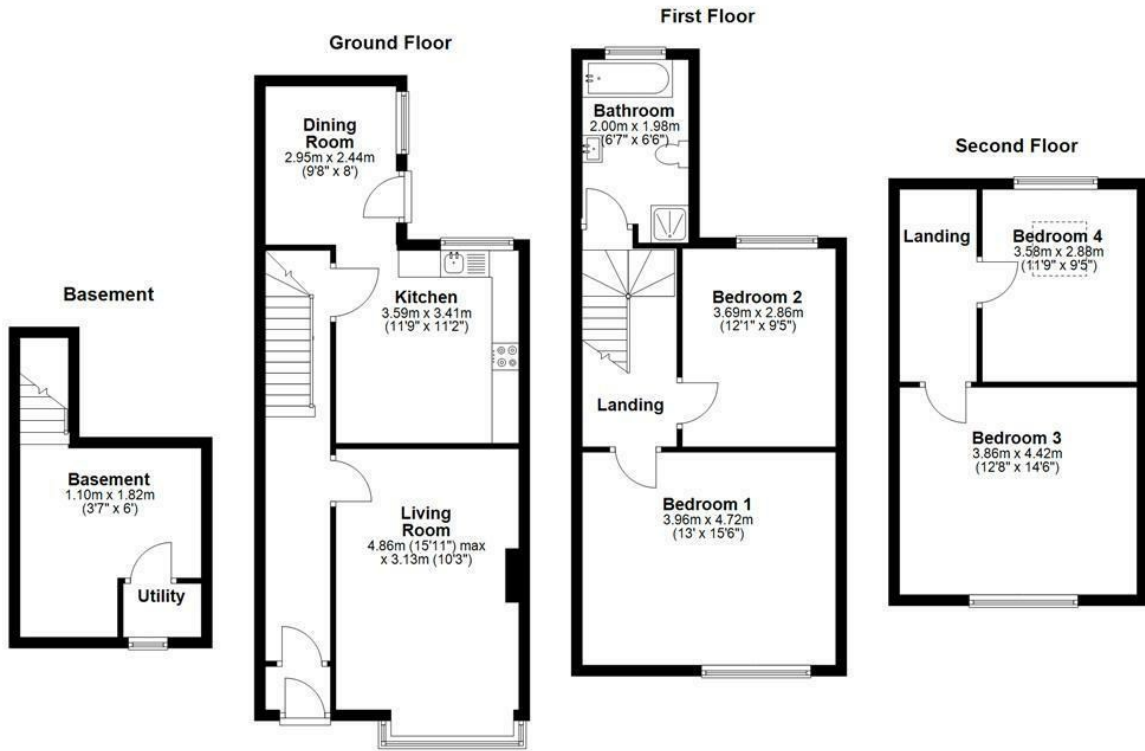 Basement
Basement
1.10m x 1.82m
(3'7" x 6')
Utility
Ground Floor
Dining
Room
2.95m x 2.44m
(9'8" x 8')
Kitchen
3.59m x 3.41m
(11'9" x 11'2")
Living
Room
4.86m (15'11") max
x 3.13m (10'3")
First Floor
Bathroom
2.00m x 1.98m
(6'7" x 6'6")
Bedroom 2
3.69m x 2.86m
(12'1" x 9'5")
Landing
Bedroom 1
3.96m x 4.72m
(13' x 15'6")
Second Floor
Landing
Bedroom 4
3.58m x 2.88m
(11'9" x 9'5")
Bedroom 3
3.86m x 4.42m
(12'8" x 14'6")